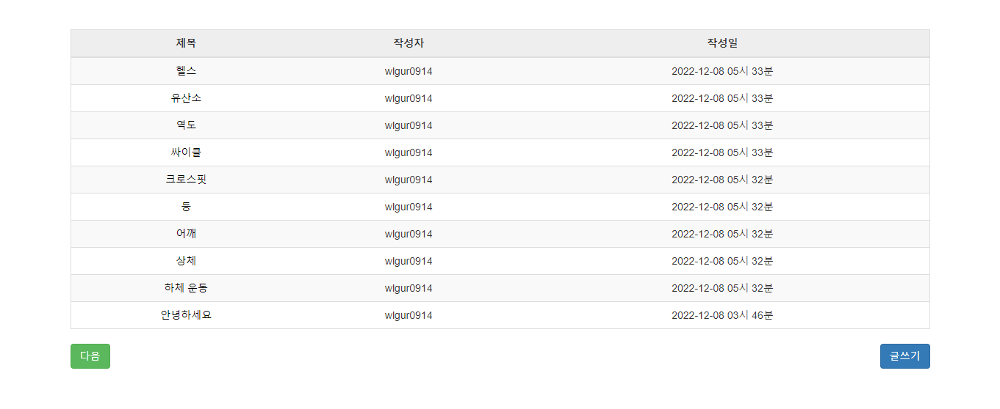 제목 작성자 작성일
헬스 wlgur0914 2022-12-08 05시 33분
유산소 wlgur0914 2022-12-08 05시 33분
역도 wlgur0914 2022-12-08 05시 33분
싸이클 wlgur0914 2022-12-08 05시 33분
크로스핏 wlgur0914 2022-12-08 05시 32분
등 wlgur0914 2022-12-08 05시 32분
어깨 wlgur0914 2022-12-08 05시 32분
상체 wlgur0914 2022-12-08 05시 32분
하체 운동 wlgur0914 2022-12-08 05시 32분
안녕하세요 wlgur0914 2022-12-08 03시 46분
다음 글쓰기